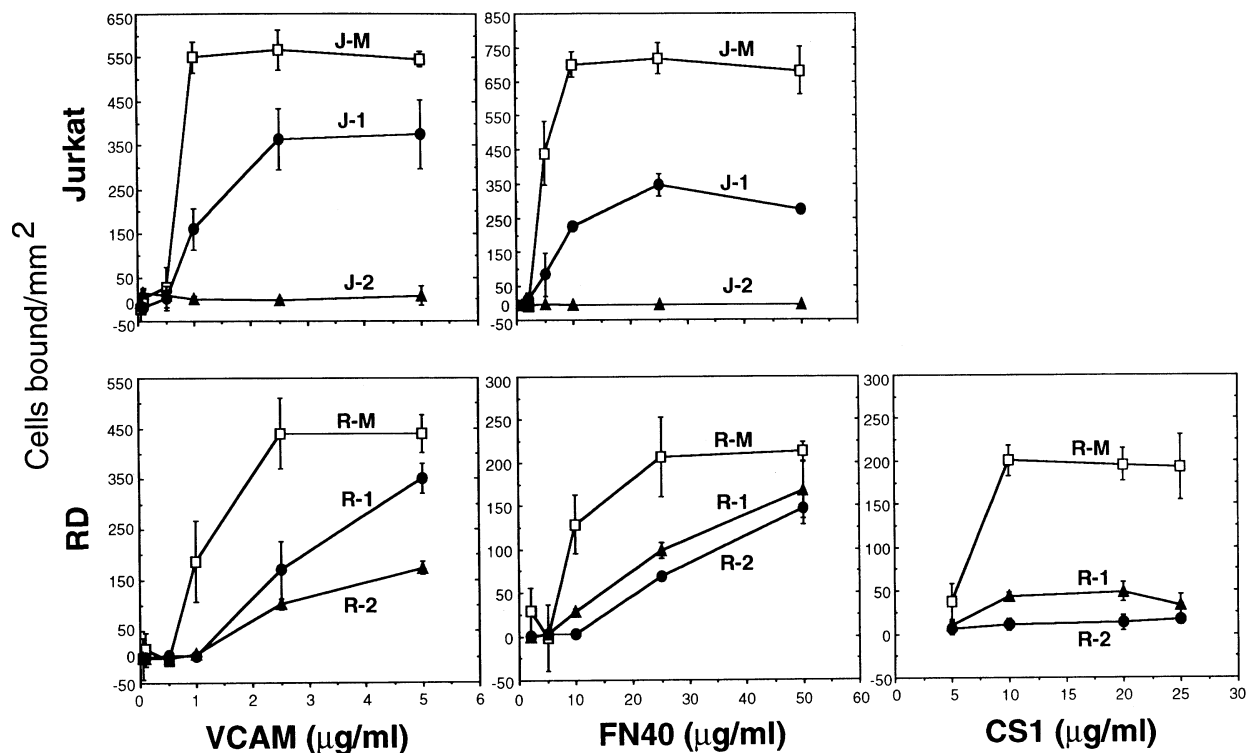 650
550
450
350
250
150
50
0
-50
J-M
J-1
J-2
850
750
650
550
450
350
250
150
50
0
-50
J-M
J-1
J-2
Jurkat
Cells bound/mm2
RD
550
450
350
250
150
50
0
-50
R-M
R-1
R-2
0 1 2 3 4 5 6
VCAM (μg/ml)
300
250
200
150
100
50
0
-50
R-M
R-1
R-2
0 10 20 30 40 50 60
FN40 (μg/ml)
300
250
200
150
100
50
0
-50
R-M
R-1
R-2
0 5 10 15 20 25 30
CS1 (μg/ml)